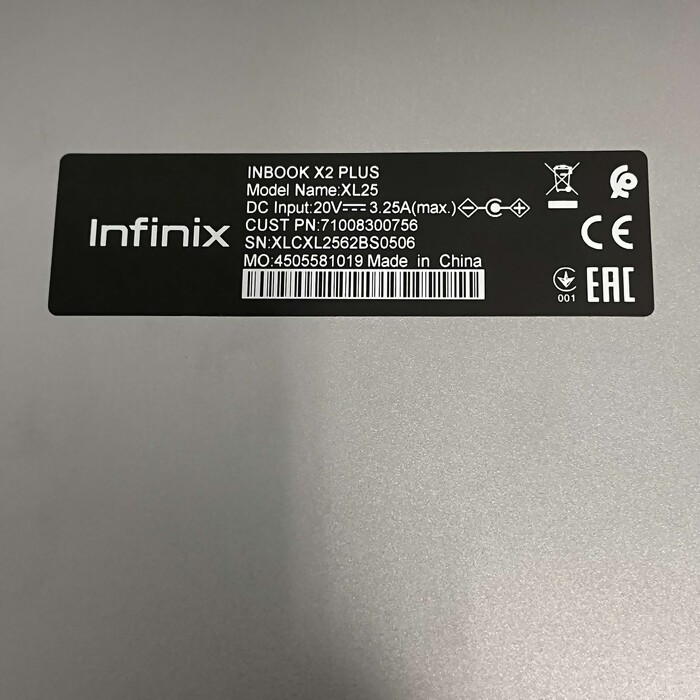 Infinix
INBOOK X2 PLUS
Model Name:XL25
DC Input:20V⎓3.25A(max.)
CUST PN:71008300756
SN:XLCXL2562BS0506
MO:4505581019 Made in China
CE
001
EAC